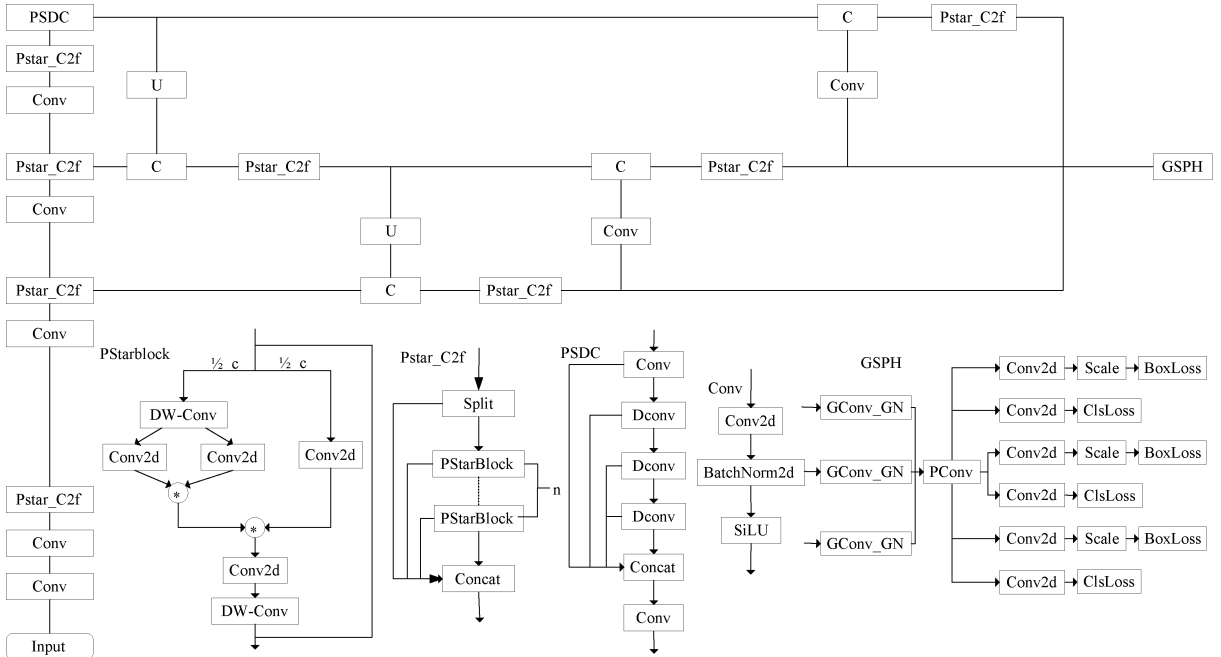 PSDC
C
Pstar_C2f
Pstar_C2f
U
Conv
Conv
Pstar_C2f
C
Pstar_C2f
C
Pstar_C2f
GSPH
Conv
U
Conv
Pstar_C2f
C
Pstar_C2f
Conv
Pstar_C2f
Conv
Conv
Input
PStarblock
½ c
½ c
DW-Conv
Conv2d
Conv2d
Conv2d
*
*
Conv2d
DW-Conv
Pstar_C2f
Split
PStarBlock
n
PStarBlock
Concat
PSDC
Conv
Dconv
Dconv
Dconv
Concat
Conv
Conv
Conv2d
BatchNorm2d
SiLU
GSPH
GConv_GN
GConv_GN
GConv_GN
PConv
Conv2d
Scale
BoxLoss
Conv2d
ClsLoss
Conv2d
Scale
BoxLoss
Conv2d
ClsLoss
Conv2d
Scale
BoxLoss
Conv2d
ClsLoss